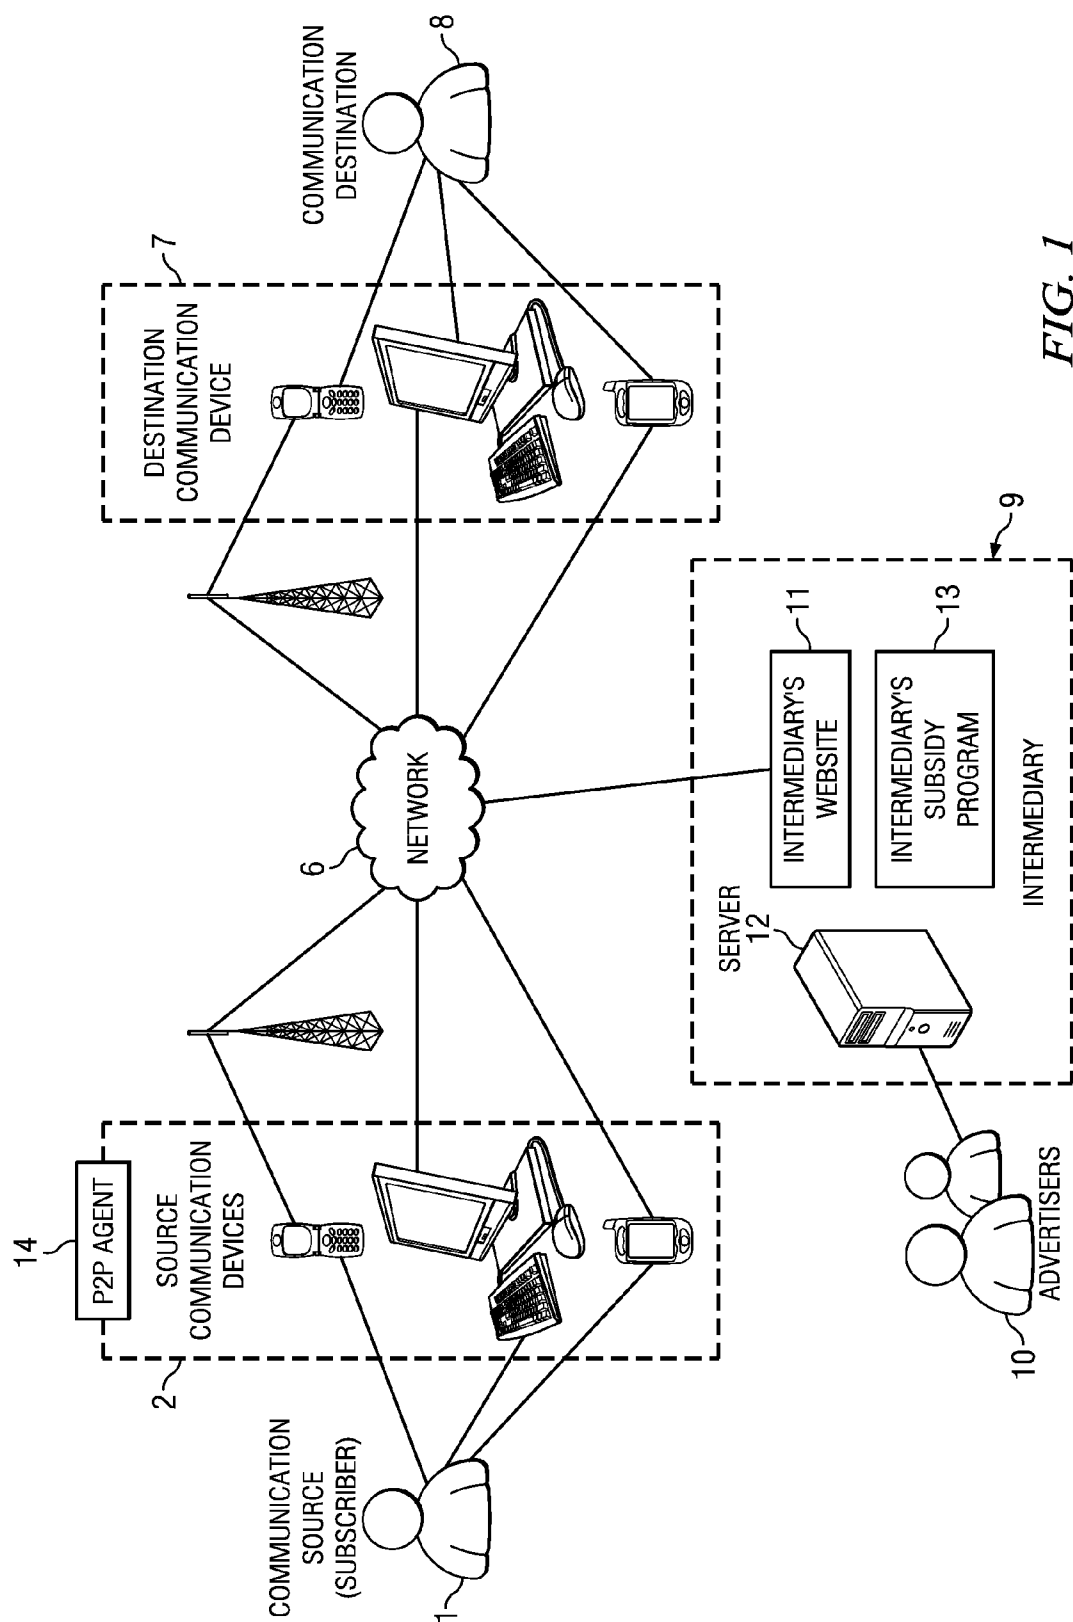 14
P2P AGENT
COMMUNICATION
SOURCE
(SUBSCRIBER)
1
2
SOURCE
COMMUNICATION
DEVICES
6
NETWORK
DESTINATION
COMMUNICATION
DEVICE
7
COMMUNICATION
DESTINATION
8
10
ADVERTISERS
SERVER
12
INTERMEDIARY'S
WEBSITE
11
INTERMEDIARY'S
SUBSIDY
PROGRAM
13
INTERMEDIARY
9
FIG. 1